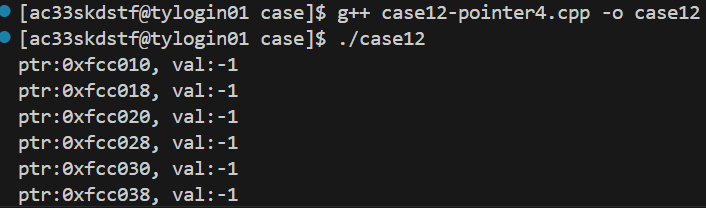 [ac33skdstf@tylogin01 case]$ g++ case12-pointer4.cpp -o case12
[ac33skdstf@tylogin01 case]$ ./case12
ptr:0xfcc010, val:-1
ptr:0xfcc018, val:-1
ptr:0xfcc020, val:-1
ptr:0xfcc028, val:-1
ptr:0xfcc030, val:-1
ptr:0xfcc038, val:-1